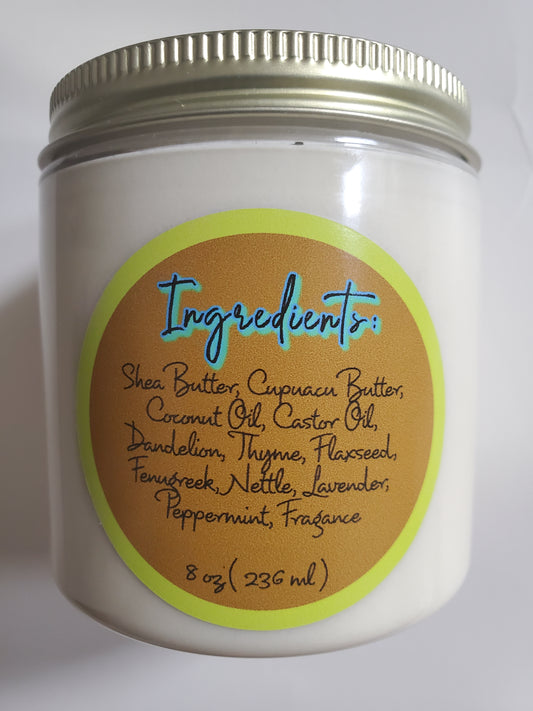 Ingredients:
Shea Butter, Cupuacu Butter,
Coconut Oil, Castor Oil,
Dandelion, Thyme, Flaxseed,
Fenugreek, Nettle, Lavender,
Peppermint, Fragance
8 oz ( 236 ml )